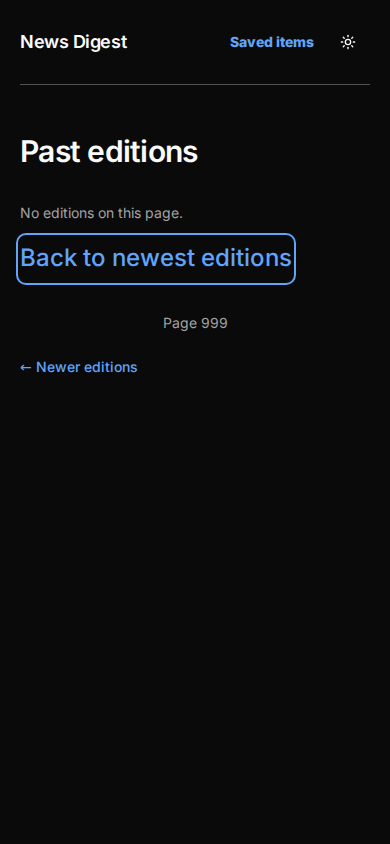 News Digest
Saved items
Past editions
No editions on this page.
Back to newest editions
Page 999
← Newer editions